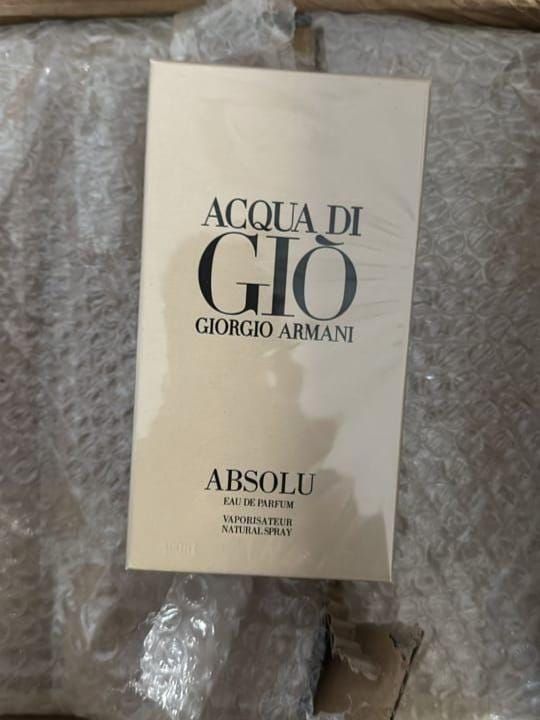 ACQUA DI
GIÒ
GIORGIO ARMANI
ABSOLU
EAU DE PARFUM
VAPORISATEUR
NATURAL SPRAY